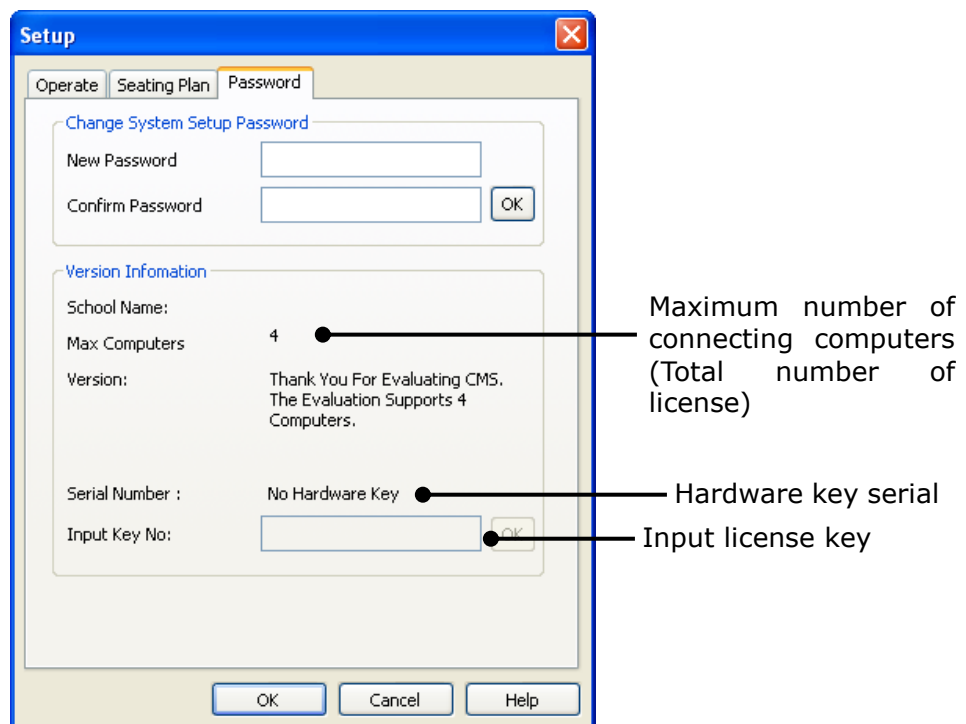 Setup
Operate Seating Plan Password
Change System Setup Password
New Password
Confirm Password OK
Version Infomation
School Name:
Max Computers 4
Version: Thank You For Evaluating CMS.
The Evaluation Supports 4
Computers.
Serial Number : No Hardware Key
Input Key No: OK
OK Cancel Help
Maximum number of
connecting computers
(Total number of
license)
Hardware key serial
Input license key